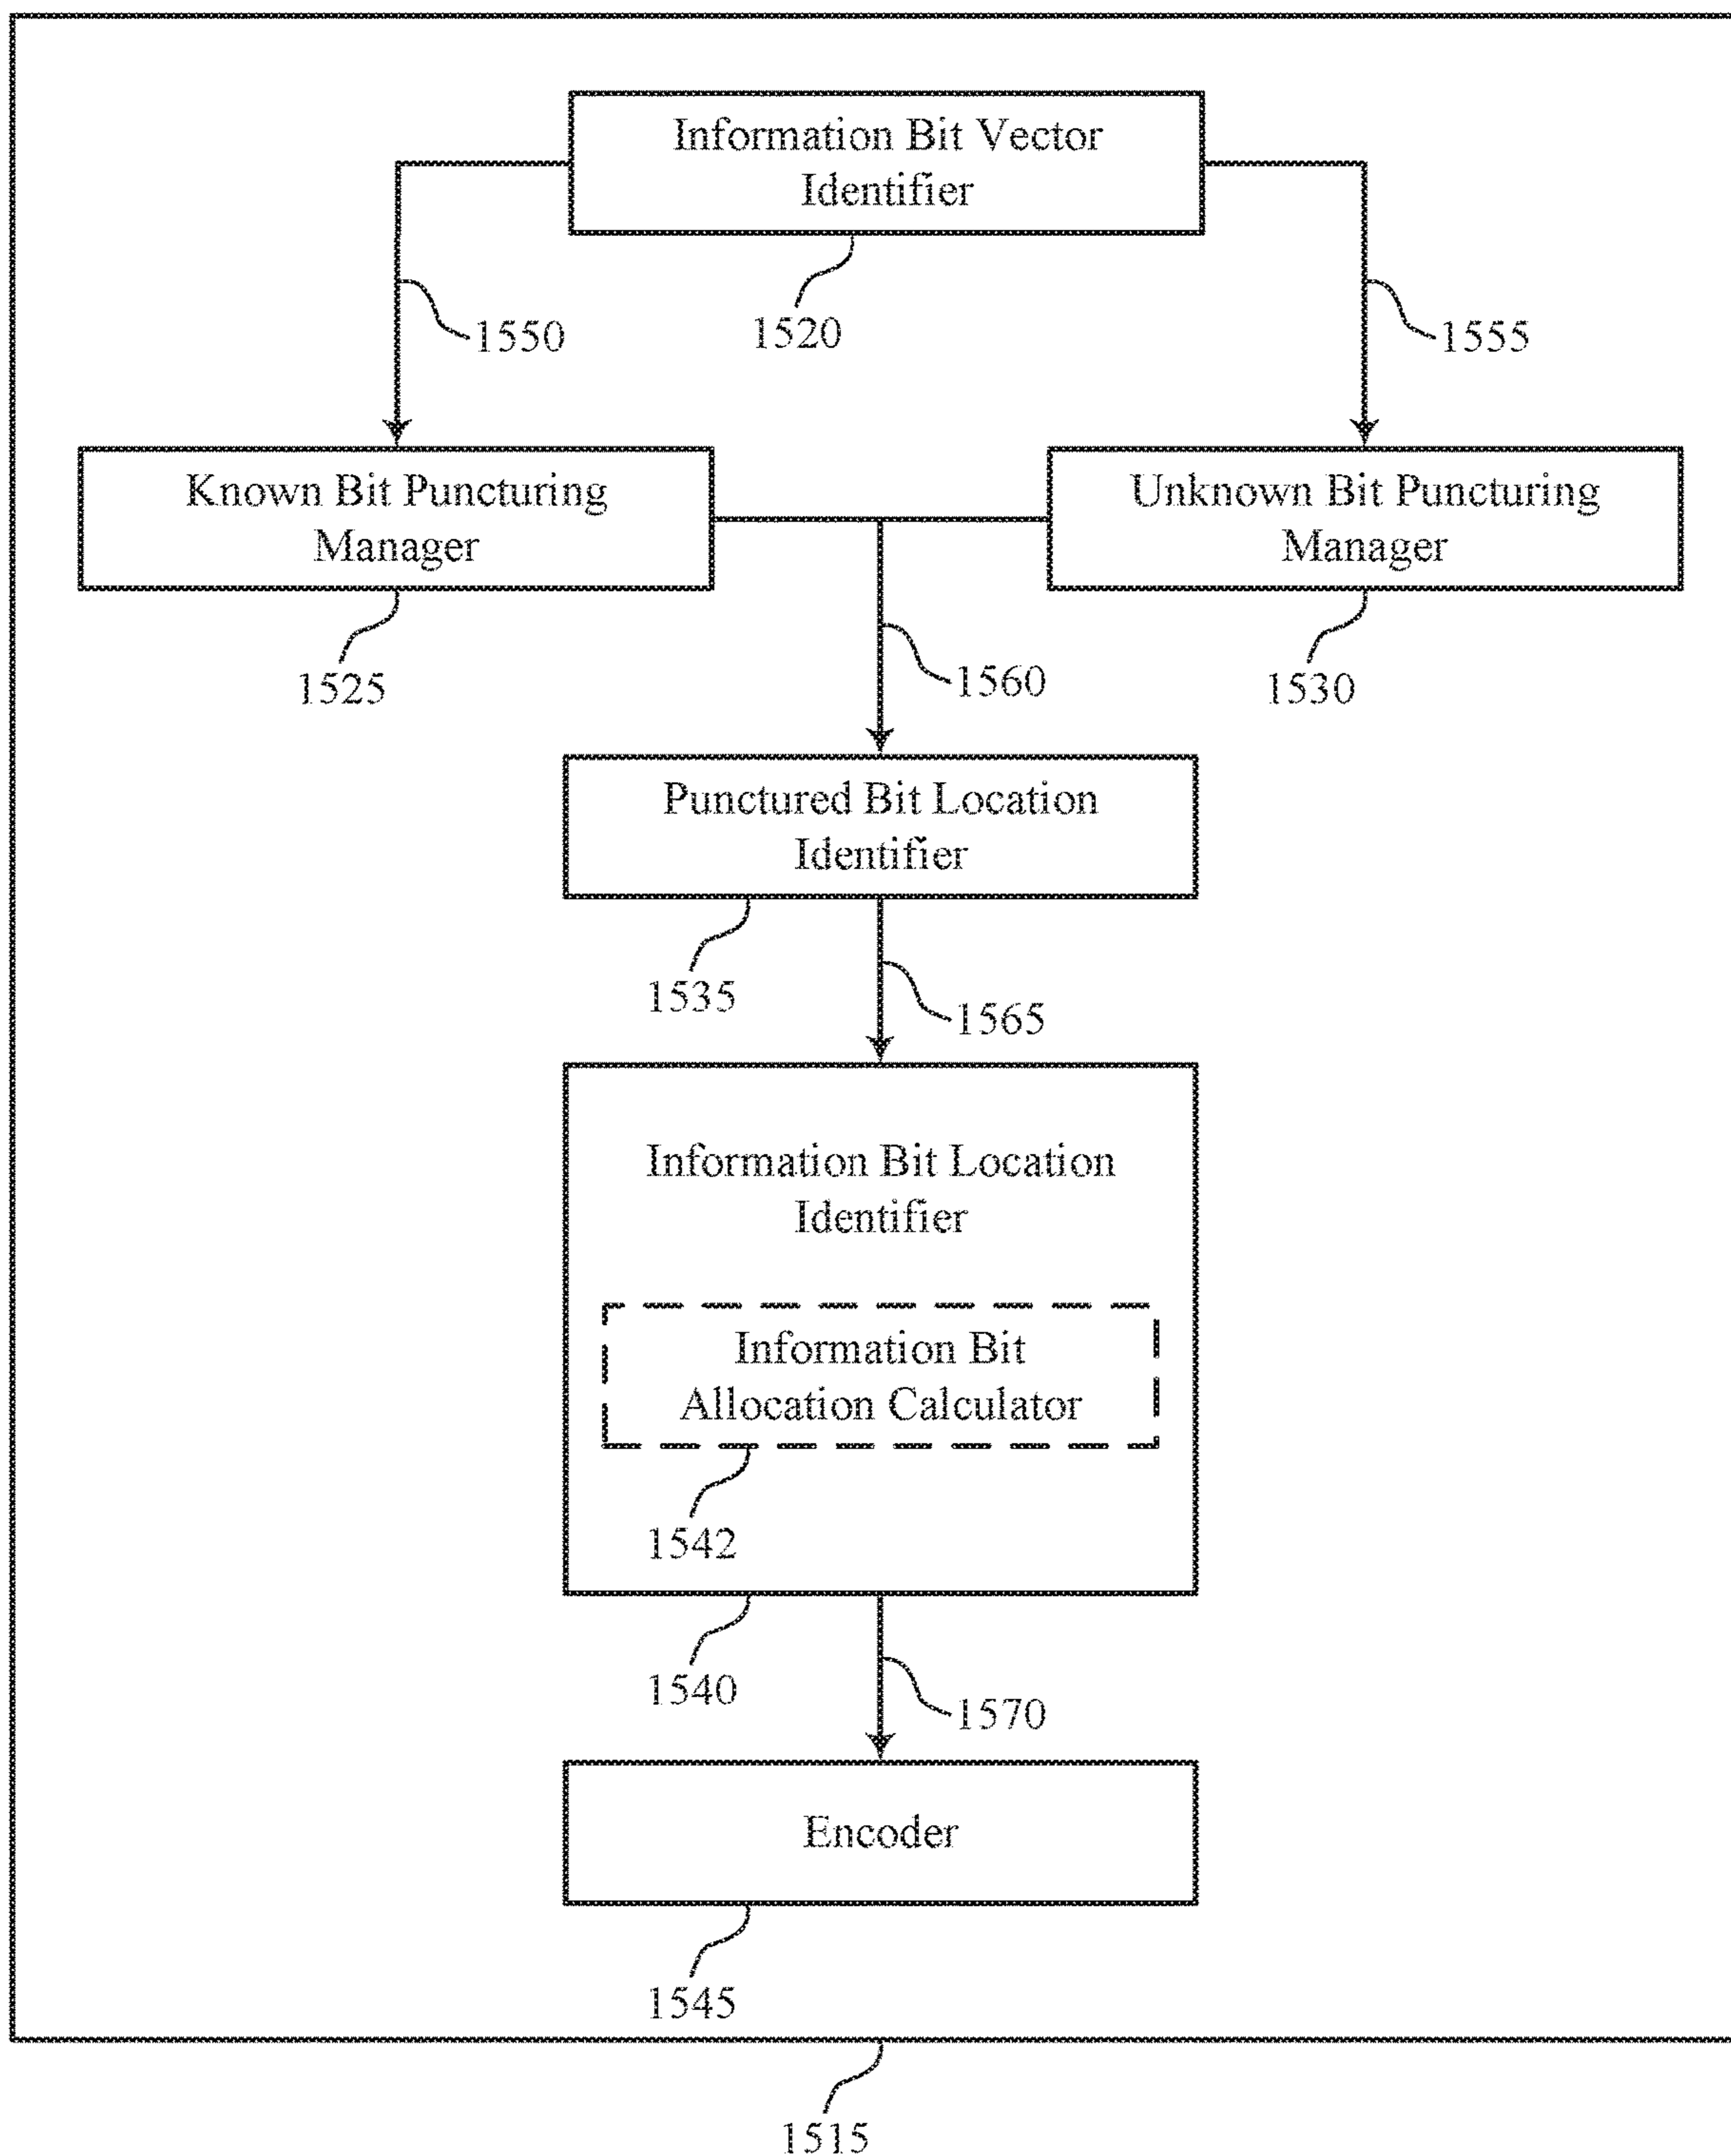 Information Bit Vector
Identifier
1550
1520
1555
Known Bit Puncturing
Manager
Unknown Bit Puncturing
Manager
1525
1560
1530
Punctured Bit Location
Identifier
1535
1565
Information Bit Location
Identifier
Information Bit
Allocation Calculator
1542
1540
1570
Encoder
1545
1515